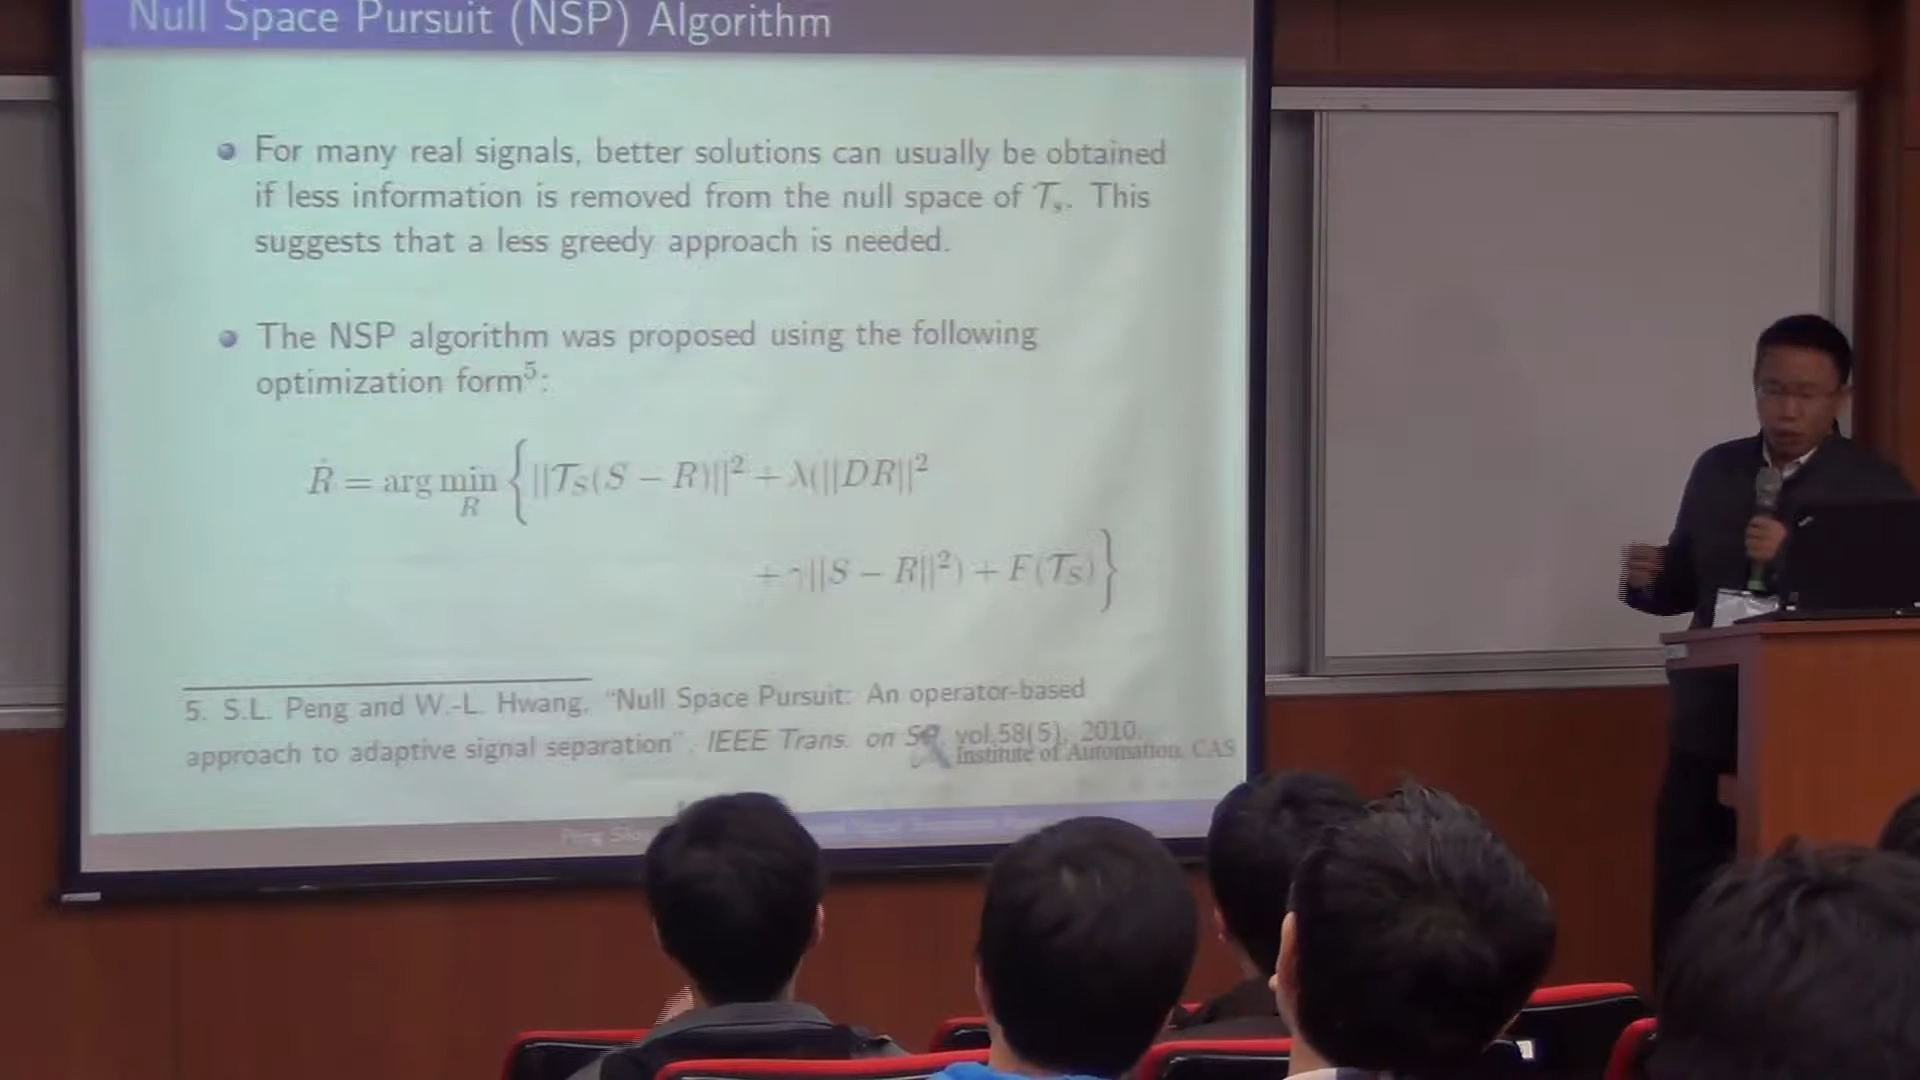 Null Space Pursuit (NSP) Algorithm
For many real signals, better solutions can usually be obtained
if less information is removed from the null space of 𝒯ₛ. This
suggests that a less greedy approach is needed.
The NSP algorithm was proposed using the following
optimization form⁵:
R̂ = arg min_R { ||𝒯_S(S − R)||² + λ(||DR||²
+ γ||S − R||²) + F(𝒯_S) }
5. S.L. Peng and W.-L. Hwang, “Null Space Pursuit: An operator-based
approach to adaptive signal separation”, IEEE Trans. on SP, vol.58(5), 2010.
Institute of Automation, CAS
Peng